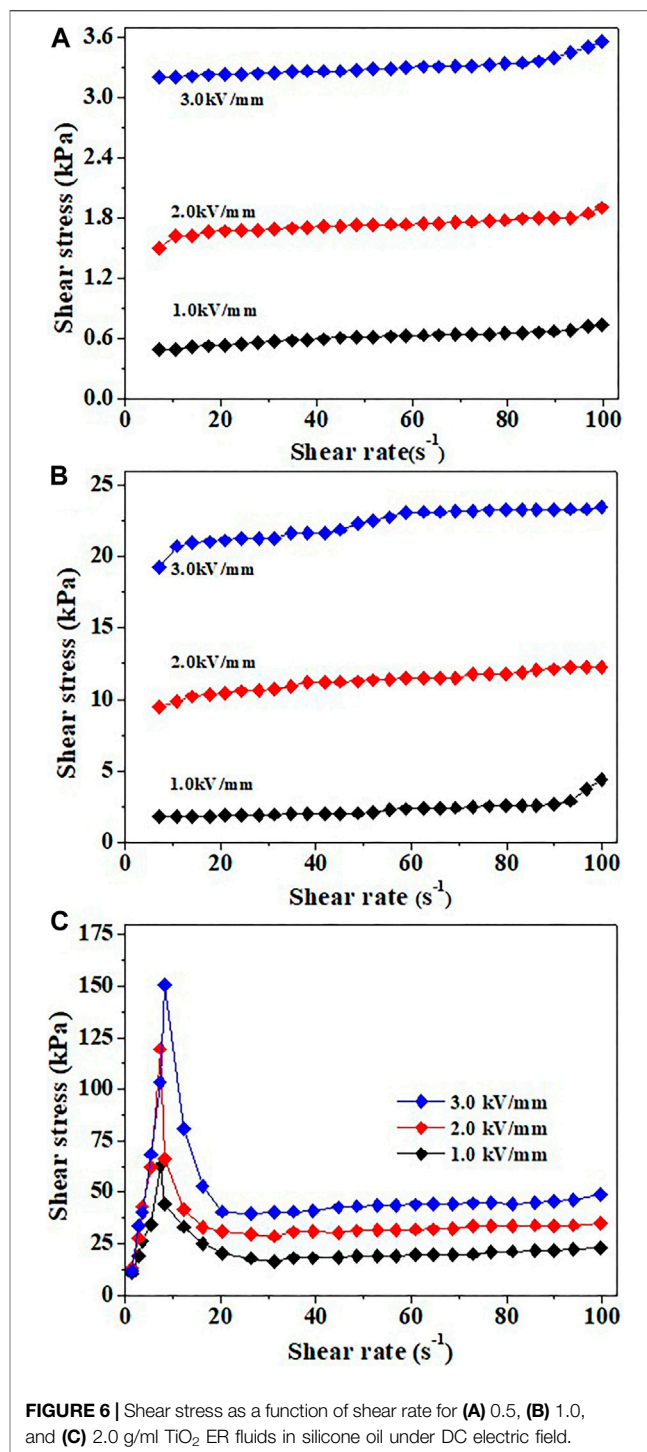 A
Shear stress (kPa)
3.6
3.0
2.4
1.8
1.2
0.6
0.0
3.0kV/mm
2.0kV/mm
1.0kV/mm
0 20 40 60 80 100
Shear rate(s⁻¹)
B
Shear stress (kPa)
25
20
15
10
5
0
3.0kV/mm
2.0kV/mm
1.0kV/mm
0 20 40 60 80 100
Shear rate (s⁻¹)
C
Shear stress (kPa)
175
150
125
100
75
50
25
0
3.0 kV/mm
2.0 kV/mm
1.0 kV/mm
0 20 40 60 80 100
Shear rate (s⁻¹)
FIGURE 6 | Shear stress as a function of shear rate for (A) 0.5, (B) 1.0,
and (C) 2.0 g/ml TiO₂ ER fluids in silicone oil under DC electric field.